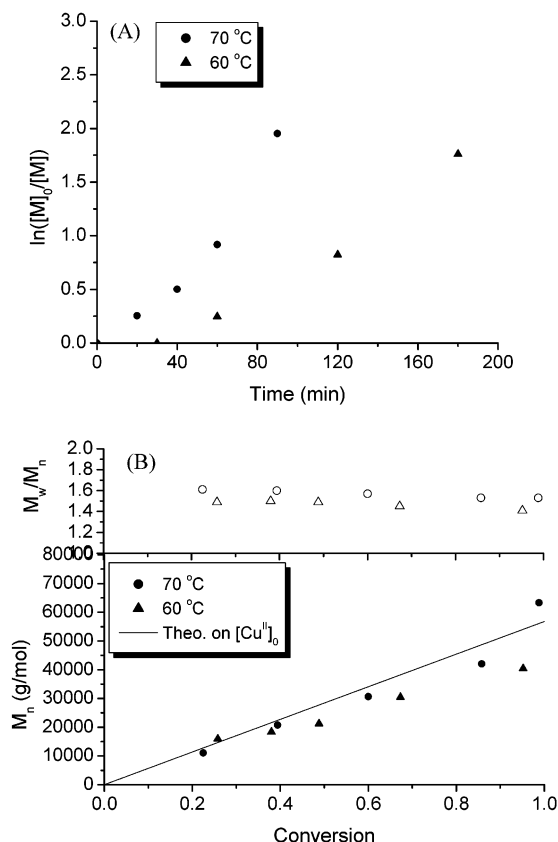 (A)
70 °C
60 °C
ln([M]0/[M])
3.0
2.5
2.0
1.5
1.0
0.5
0.0
40 80 120 160 200
Time (min)
(B)
Mw/Mn
2.0
1.8
1.6
1.4
1.2
1.0
80000
70000
60000
50000
40000
30000
20000
10000
0
Mn (g/mol)
70 °C
60 °C
Theo. on [CuII]0
0.0 0.2 0.4 0.6 0.8 1.0
Conversion